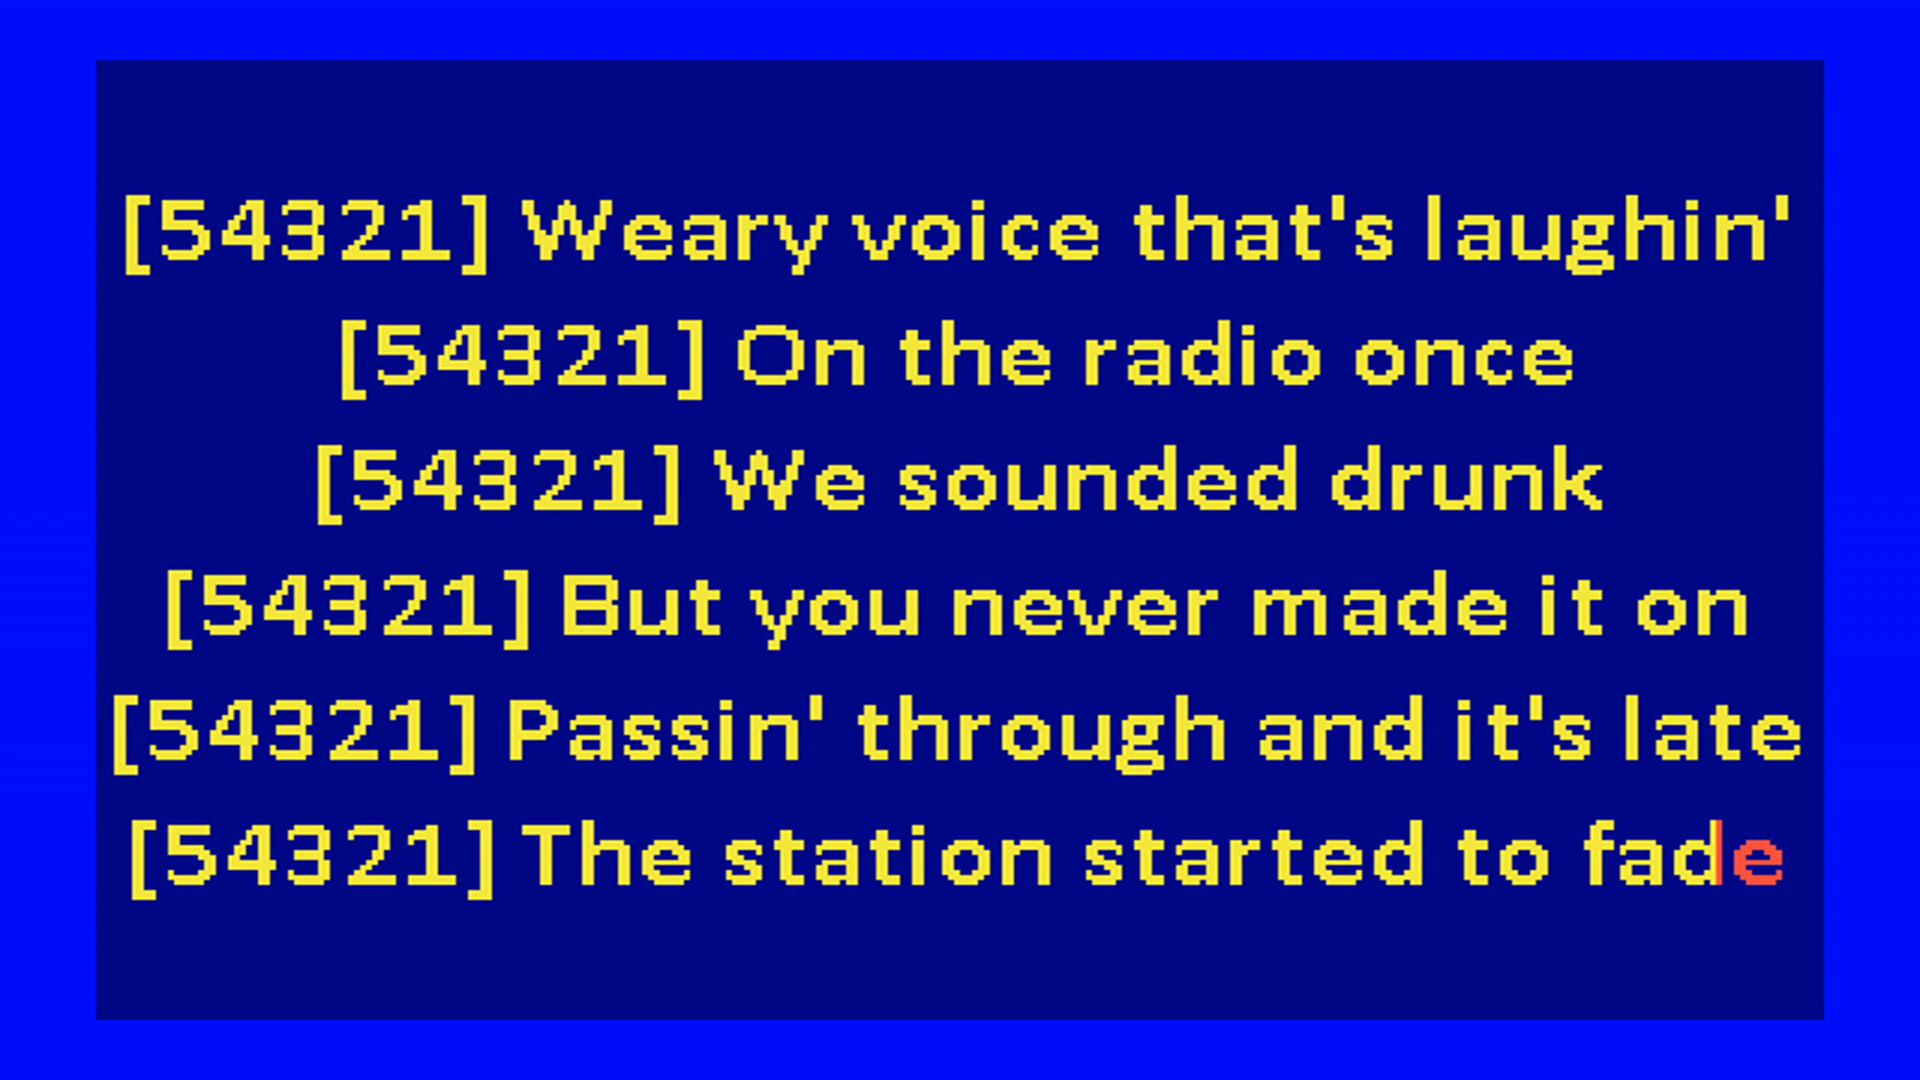 [54321] Weary voice that's laughin'
[54321] On the radio once
[54321] We sounded drunk
[54321] But you never made it on
[54321] Passin' through and it's late
[54321] The station started to fade